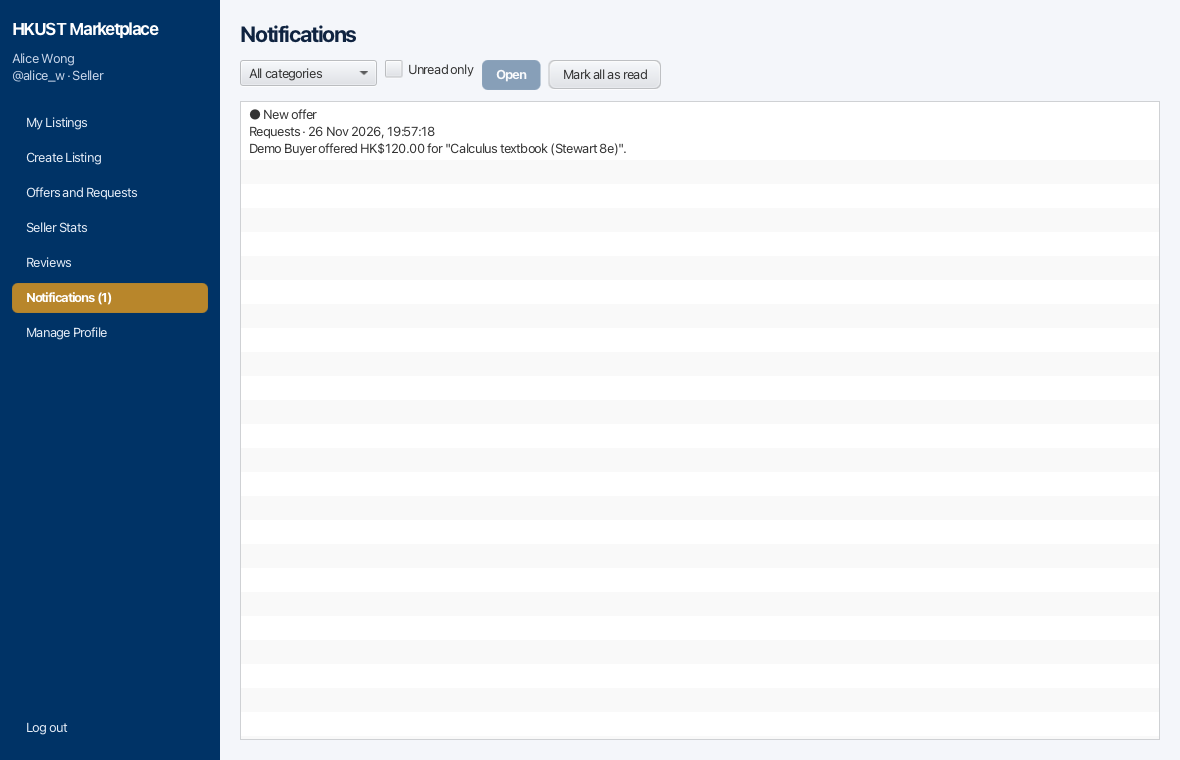 HKUST Marketplace
Alice Wong
@alice_w · Seller
My Listings
Create Listing
Offers and Requests
Seller Stats
Reviews
Notifications (1)
Manage Profile
Log out
Notifications
All categories
Unread only
Open
Mark all as read
● New offer
Requests · 26 Nov 2026, 19:57:18
Demo Buyer offered HK$120.00 for "Calculus textbook (Stewart 8e)".